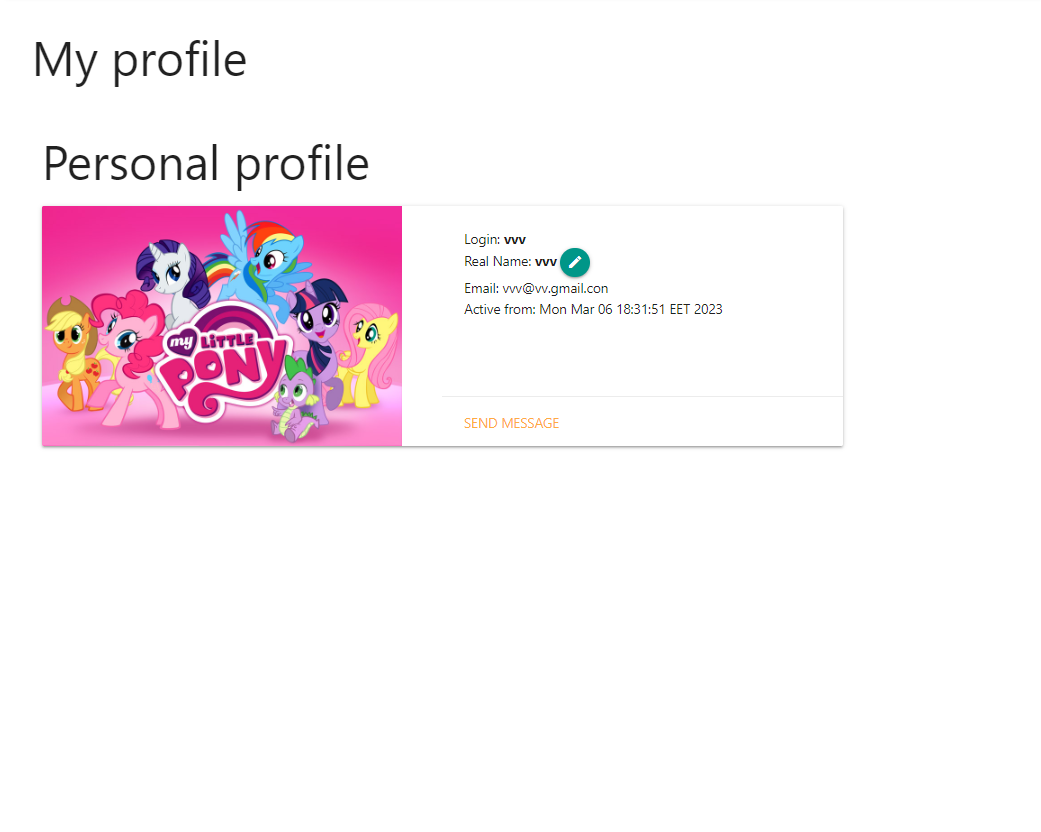 My profile
Personal profile
my LiTTLE
PONY
Login: vvv
Real Name: vvv
Email: vvv@vv.gmail.con
Active from: Mon Mar 06 18:31:51 EET 2023
SEND MESSAGE